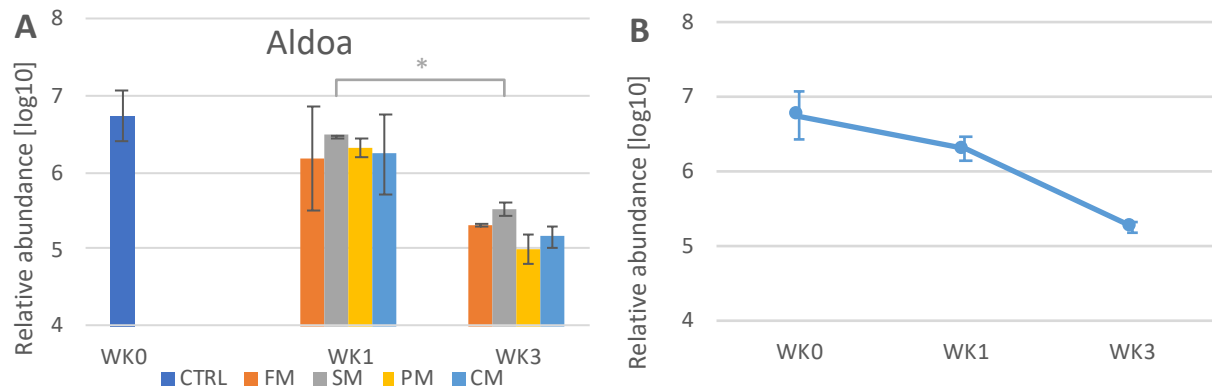 A
Aldoa
*
Relative abundance [log10]
8
7
6
5
4
WK0 WK1 WK3
CTRL FM SM PM CM
B
Relative abundance [log10]
8
7
6
5
4
WK0 WK1 WK3